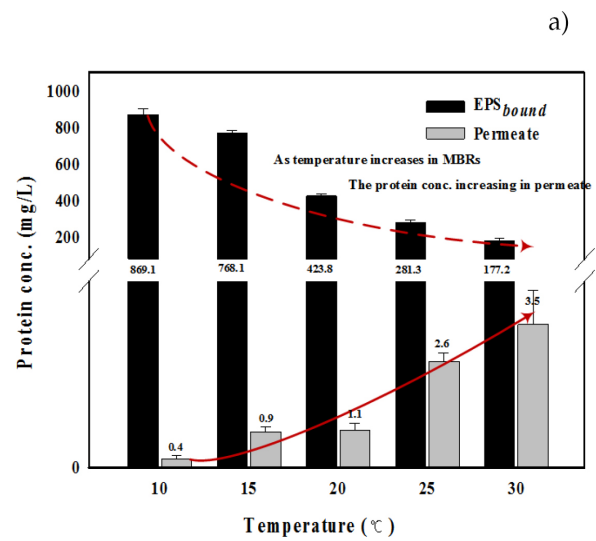 a)
1000
800
600
400
200
0
Protein conc. (mg/L)
EPSbound
Permeate
As temperature increases in MBRs
The protein conc. increasing in permeate
869.1 768.1 423.8 281.3 177.2
0.4 0.9 1.1 2.6 3.5
10 15 20 25 30
Temperature (℃)